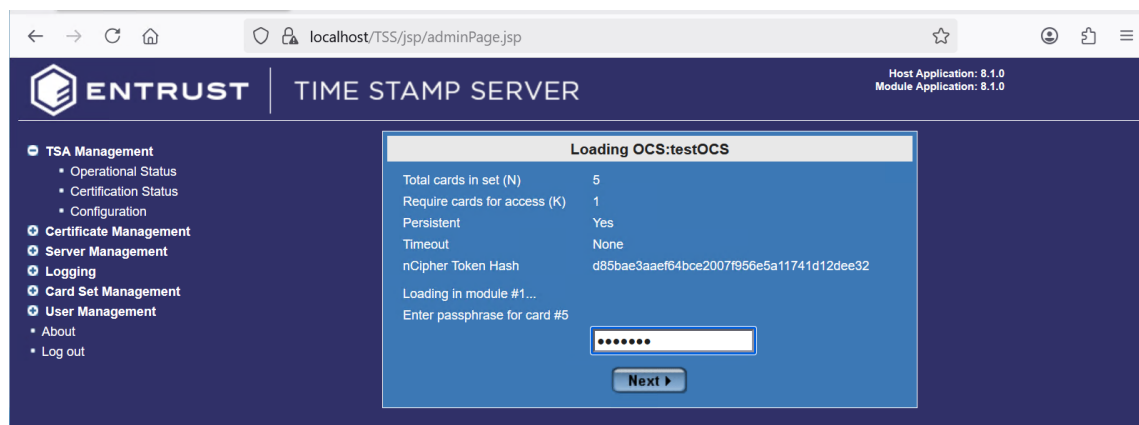 localhost/TSS/jsp/adminPage.jsp
ENTRUST
TIME STAMP SERVER
Host Application: 8.1.0
Module Application: 8.1.0
TSA Management
Operational Status
Certification Status
Configuration
Certificate Management
Server Management
Logging
Card Set Management
User Management
About
Log out
Loading OCS:testOCS
Total cards in set (N) 5
Require cards for access (K) 1
Persistent Yes
Timeout None
nCipher Token Hash d85bae3aaef64bce2007f956e5a11741d12dee32
Loading in module #1...
Enter passphrase for card #5
•••••••
Next